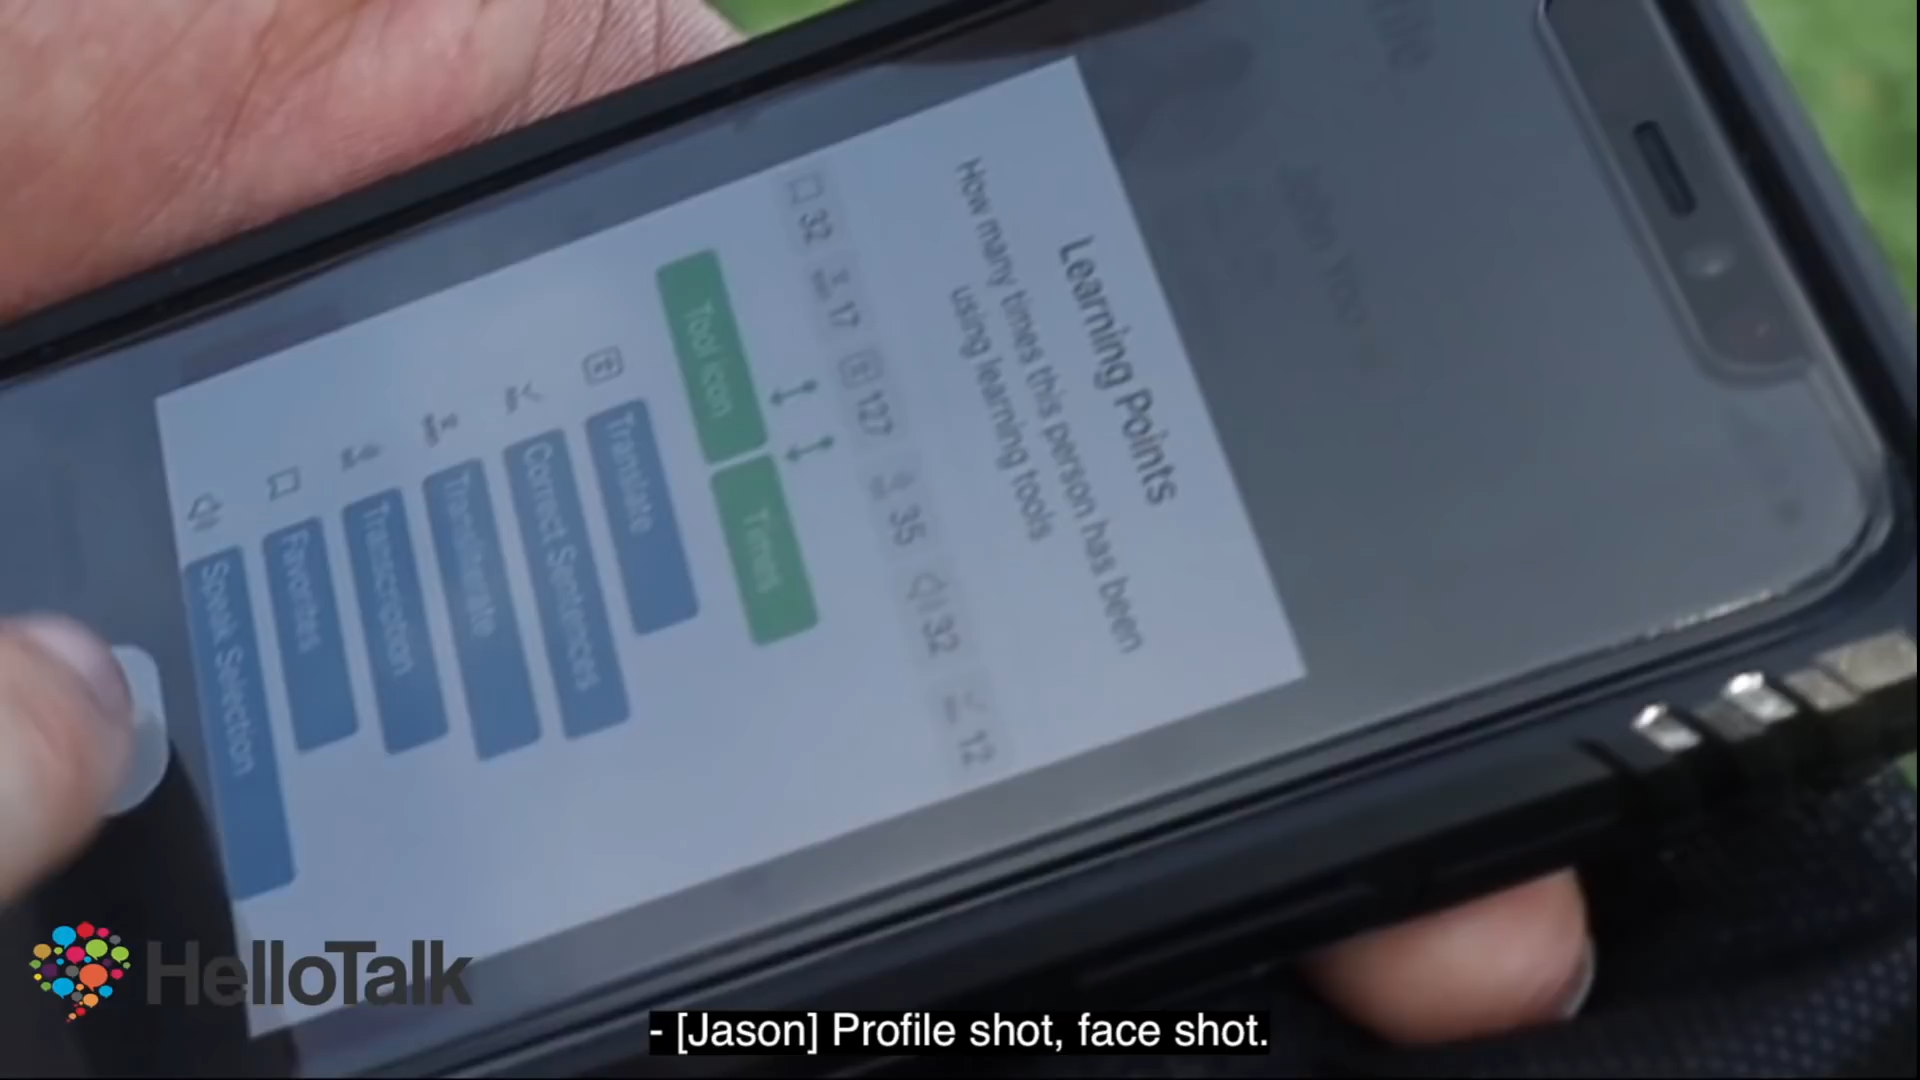 Learning Points
How many times this person has been
using learning tools
32 17 127 35 32 12
Tool icon Times
Translate
Correct Sentences
Transliterate
Transcription
Favorites
Speak Selection
HelloTalk
- [Jason] Profile shot, face shot.